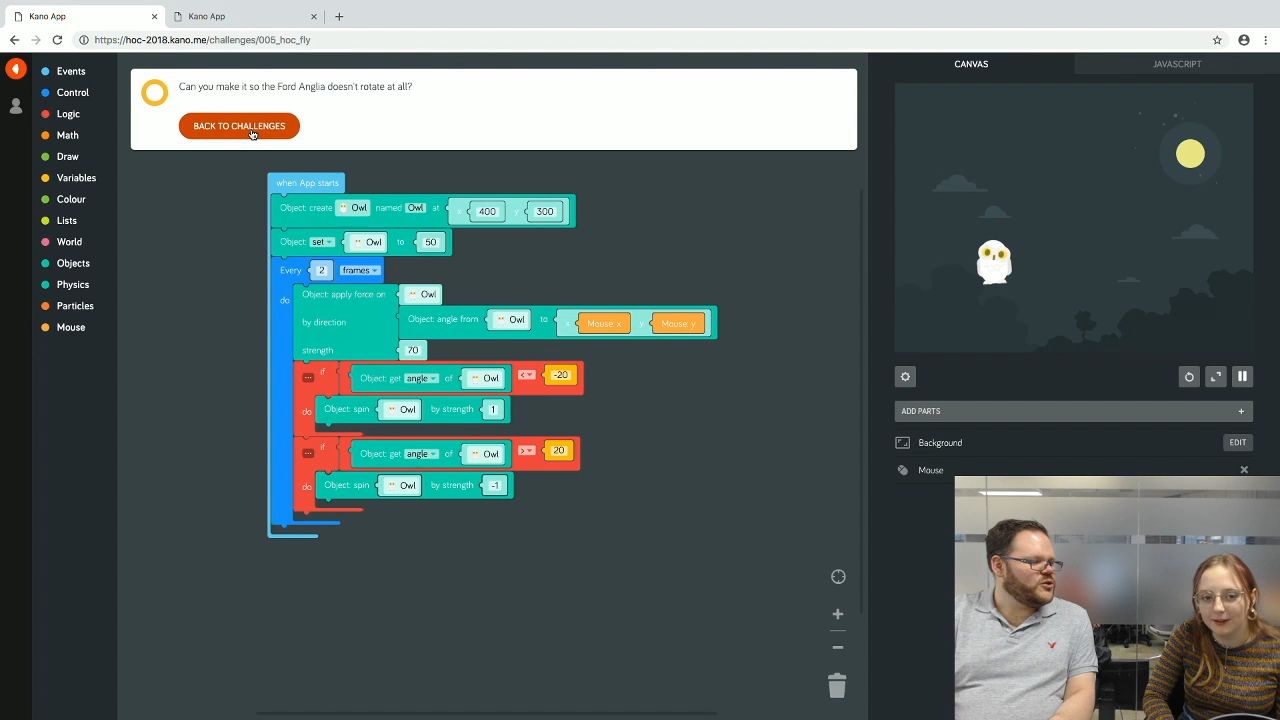 Kano App
Kano App
https://hoc-2018.kano.me/challenges/005_hoc_fly
Events
Control
Logic
Math
Draw
Variables
Colour
Lists
World
Objects
Physics
Particles
Mouse
Can you make it so the Ford Anglia doesn't rotate at all?
BACK TO CHALLENGES
when App starts
Object: create Owl named Owl at x 400 y 300
Object: set Owl to 50
Every 2 frames
do
Object: apply force on Owl
by direction Object: angle from Owl to x Mouse: x y Mouse: y
strength 70
if Object: get angle of Owl < -20
do Object: spin Owl by strength 1
if Object: get angle of Owl > 20
do Object: spin Owl by strength -1
CANVAS
JAVASCRIPT
ADD PARTS
Background
EDIT
Mouse